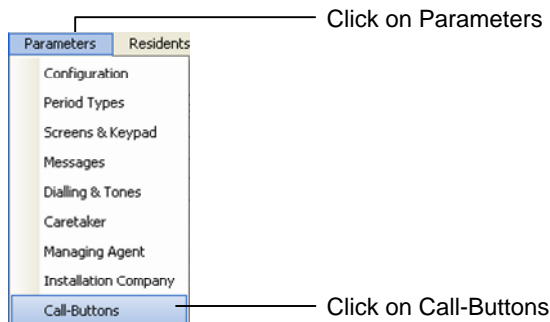 Click on Parameters
Parameters Residents
Configuration
Period Types
Screens & Keypad
Messages
Dialling & Tones
Caretaker
Managing Agent
Installation Company
Call-Buttons
Click on Call-Buttons